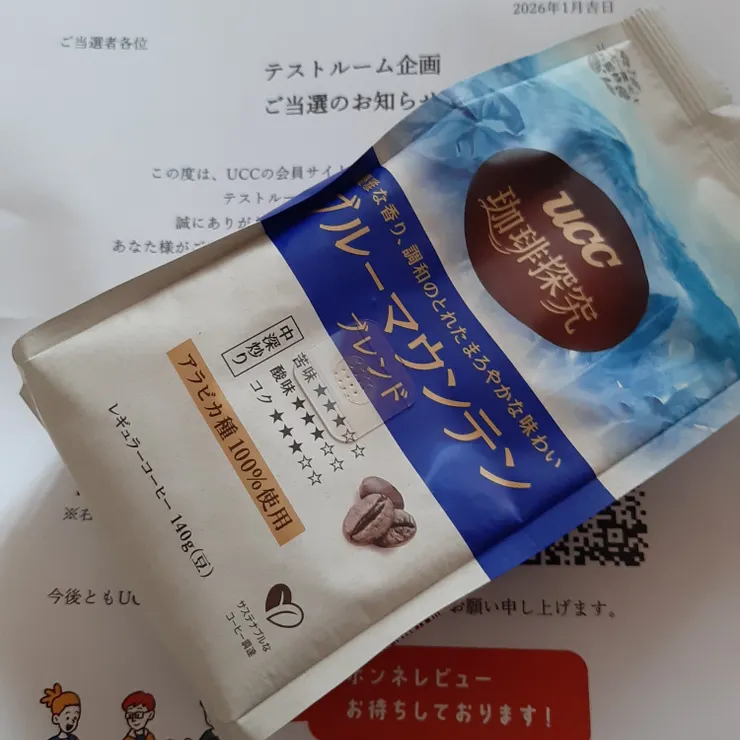 2026年1月吉日
ご当選者各位
テストルーム企画
ご当選のお知らせ
この度は、UCCの会員サイト
テストルー
誠にありが
あなた様が
UCC
珈琲探究
な香り、調和のとれたまろやかな味わい
ブルーマウンテン
ブレンド
中深炒り
苦味★★★☆☆
酸味★★★☆☆
コク★★★☆☆
アラビカ種100%使用
レギュラーコーヒー 140g(豆)
サステナブルな
コーヒー調達
今後ともU
お願い申し上げます。
ホンネレビュー
お待ちしております!